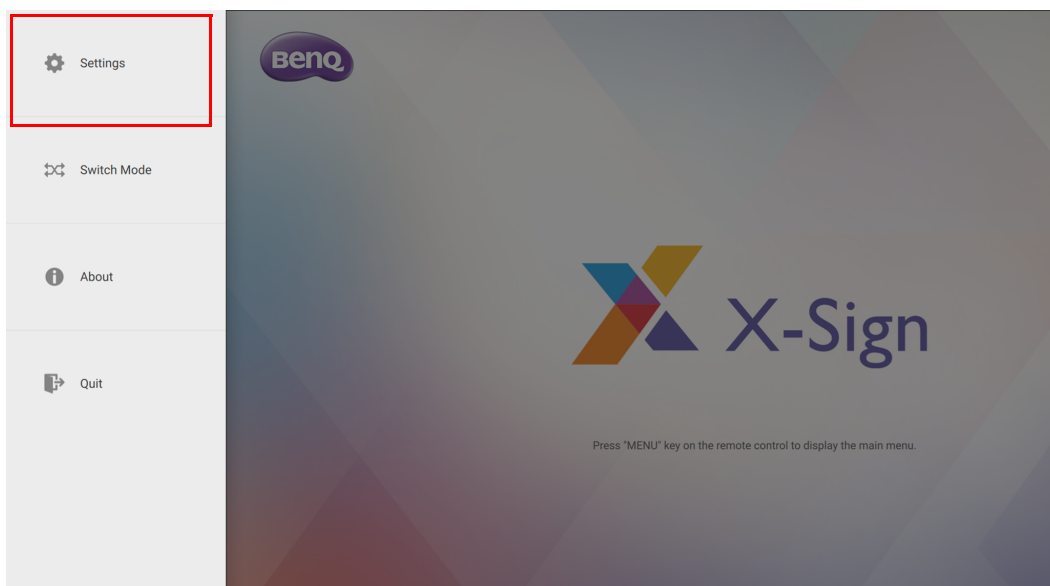 Settings
Switch Mode
About
Quit
BenQ
X-Sign
Press "MENU" key on the remote control to display the main menu.